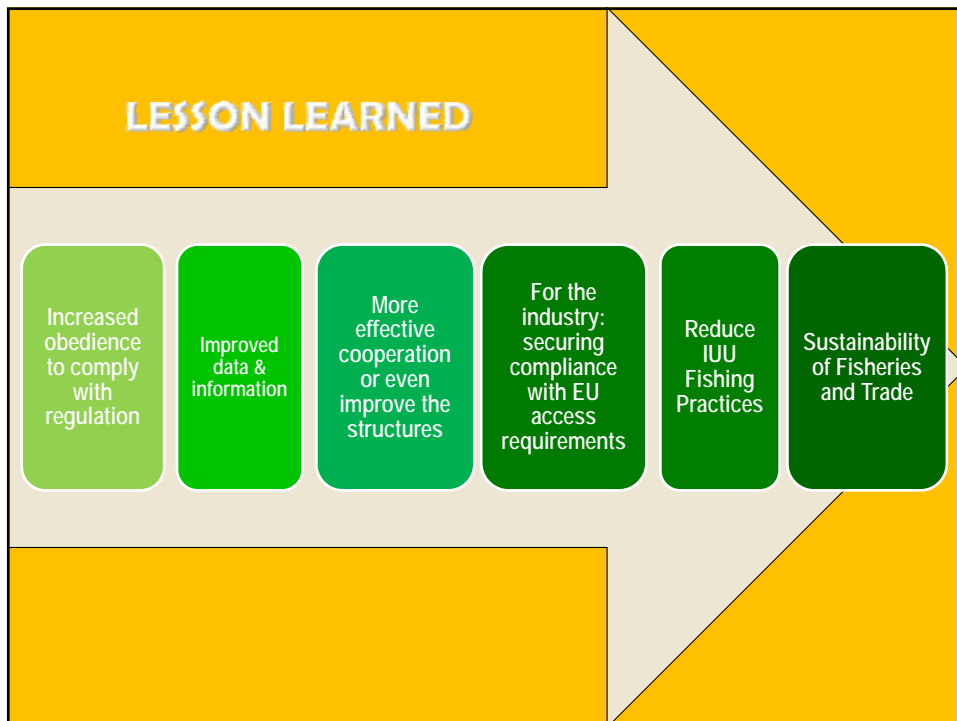 LESSON LEARNED
Increased
obedience
to comply
with
regulation
Improved
data &
information
More
effective
cooperation
or even
improve the
structures
For the
industry:
securing
compliance
with EU
access
requirements
Reduce
IUU
Fishing
Practices
Sustainability
of Fisheries
and Trade